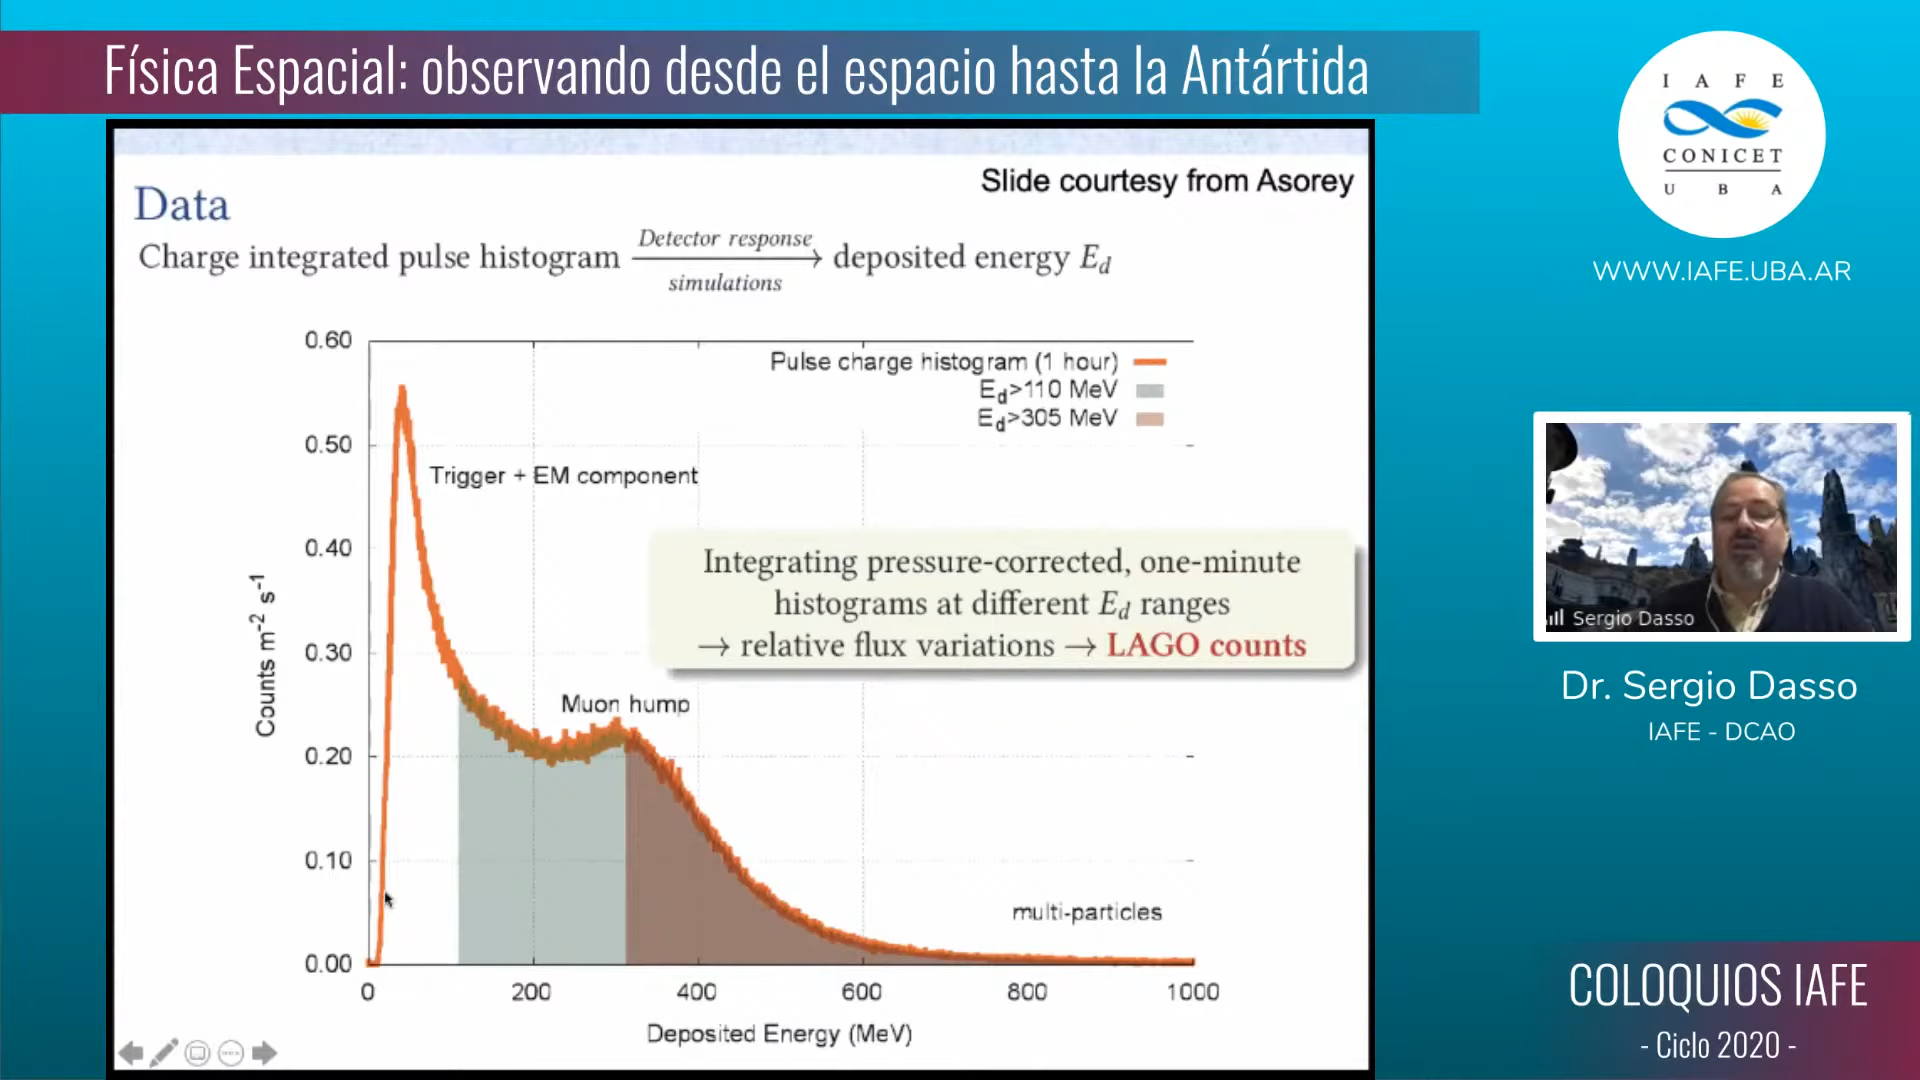 Física Espacial: observando desde el espacio hasta la Antártida
I A F E
CONICET
U B A
WWW.IAFE.UBA.AR
Slide courtesy from Asorey
Data
Charge integrated pulse histogram Detector response simulations → deposited energy Ed
Pulse charge histogram (1 hour)
Ed>110 MeV
Ed>305 MeV
Trigger + EM component
Integrating pressure-corrected, one-minute
histograms at different Ed ranges
→ relative flux variations → LAGO counts
Muon hump
multi-particles
Counts m-2 s-1
0.60
0.50
0.40
0.30
0.20
0.10
0.00
0 200 400 600 800 1000
Deposited Energy (MeV)
Sergio Dasso
Dr. Sergio Dasso
IAFE - DCAO
COLOQUIOS IAFE
- Ciclo 2020 -